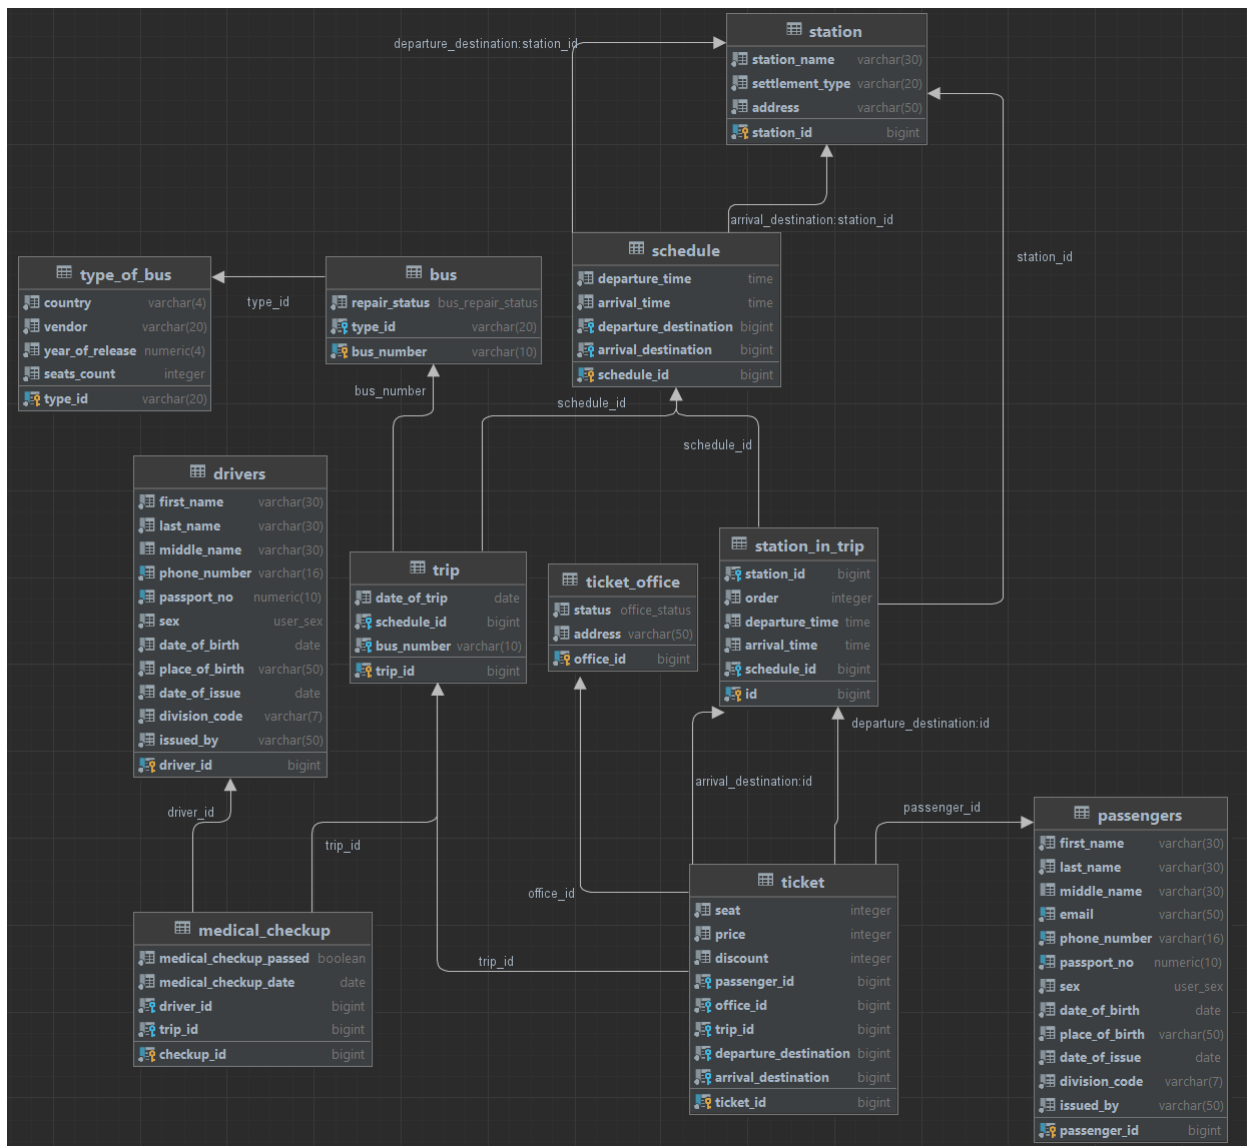 departure_destination:station_id
station
station_name varchar(30)
settlement_type varchar(20)
address varchar(50)
station_id bigint
arrival_destination:station_id
station_id
schedule
departure_time time
arrival_time time
departure_destination bigint
arrival_destination bigint
schedule_id bigint
type_of_bus
country varchar(4)
vendor varchar(20)
year_of_release numeric(4)
seats_count integer
type_id varchar(20)
type_id
bus
repair_status bus_repair_status
type_id varchar(20)
bus_number varchar(10)
bus_number
schedule_id
schedule_id
drivers
first_name varchar(30)
last_name varchar(30)
middle_name varchar(30)
phone_number varchar(16)
passport_no numeric(10)
sex user_sex
date_of_birth date
place_of_birth varchar(50)
date_of_issue date
division_code varchar(7)
issued_by varchar(50)
driver_id bigint
trip
date_of_trip date
schedule_id bigint
bus_number varchar(10)
trip_id bigint
ticket_office
status office_status
address varchar(50)
office_id bigint
station_in_trip
station_id bigint
order integer
departure_time time
arrival_time time
schedule_id bigint
id bigint
departure_destination:id
arrival_destination:id
driver_id
trip_id
office_id
trip_id
passenger_id
medical_checkup
medical_checkup_passed boolean
medical_checkup_date date
driver_id bigint
trip_id bigint
checkup_id bigint
ticket
seat integer
price integer
discount integer
passenger_id bigint
office_id bigint
trip_id bigint
departure_destination bigint
arrival_destination bigint
ticket_id bigint
passengers
first_name varchar(30)
last_name varchar(30)
middle_name varchar(30)
email varchar(50)
phone_number varchar(16)
passport_no numeric(10)
sex user_sex
date_of_birth date
place_of_birth varchar(50)
date_of_issue date
division_code varchar(7)
issued_by varchar(50)
passenger_id bigint